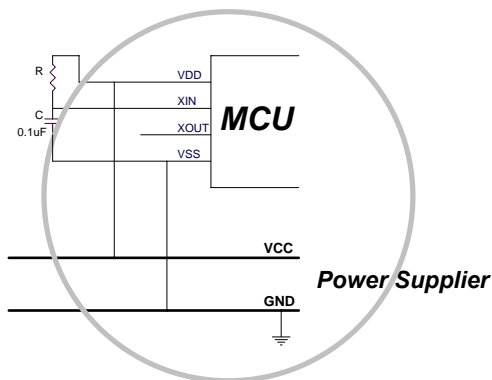 R
VDD
XIN
C
MCU
0.1uF
XOUT
VSS
VCC
Power Supplier
GND